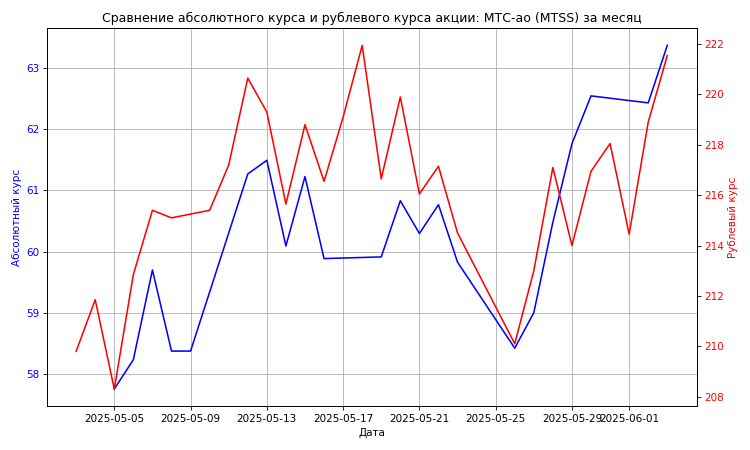 Сравнение абсолютного курса и рублевого курса акции: МТС-ао (MTSS) за месяц
Абсолютный курс
63
62
61
60
59
58
222
220
218
216
214
212
210
208
Рублевый курс
2025-05-05 2025-05-09 2025-05-13 2025-05-17 2025-05-21 2025-05-25 2025-05-29 2025-06-01
Дата